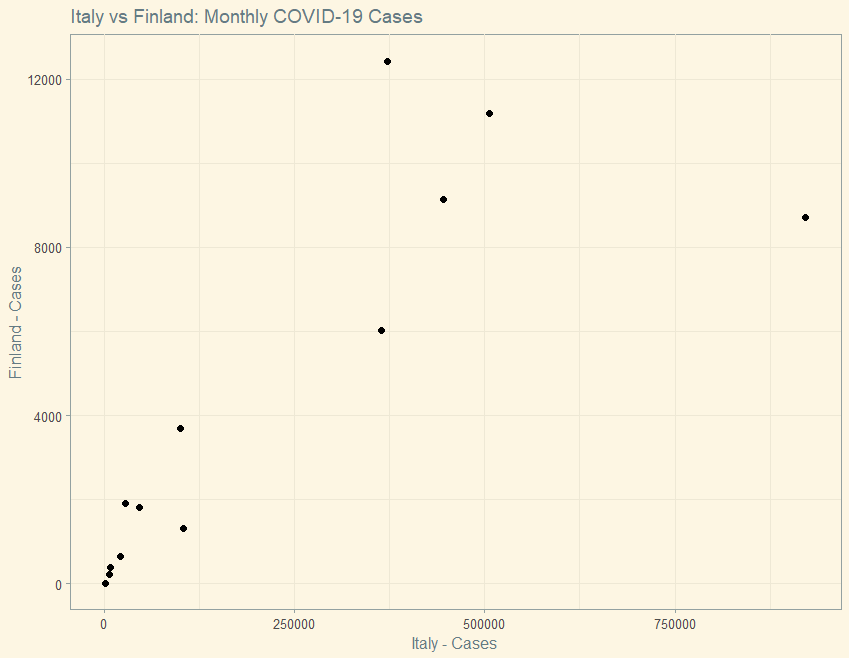 Italy vs Finland: Monthly COVID-19 Cases
12000
8000
4000
0
Finland - Cases
0 250000 500000 750000
Italy - Cases